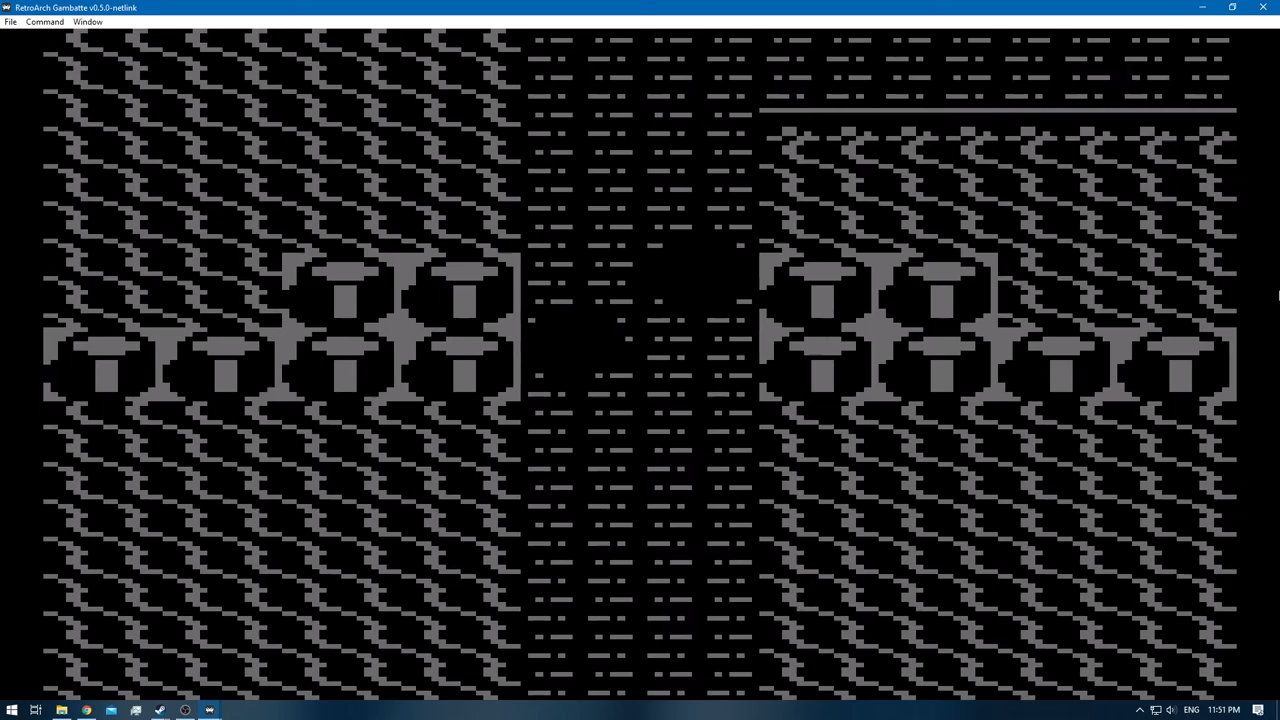 RetroArch Gambatte v0.5.0-netlink
File Command Window
ENG 11:51 PM